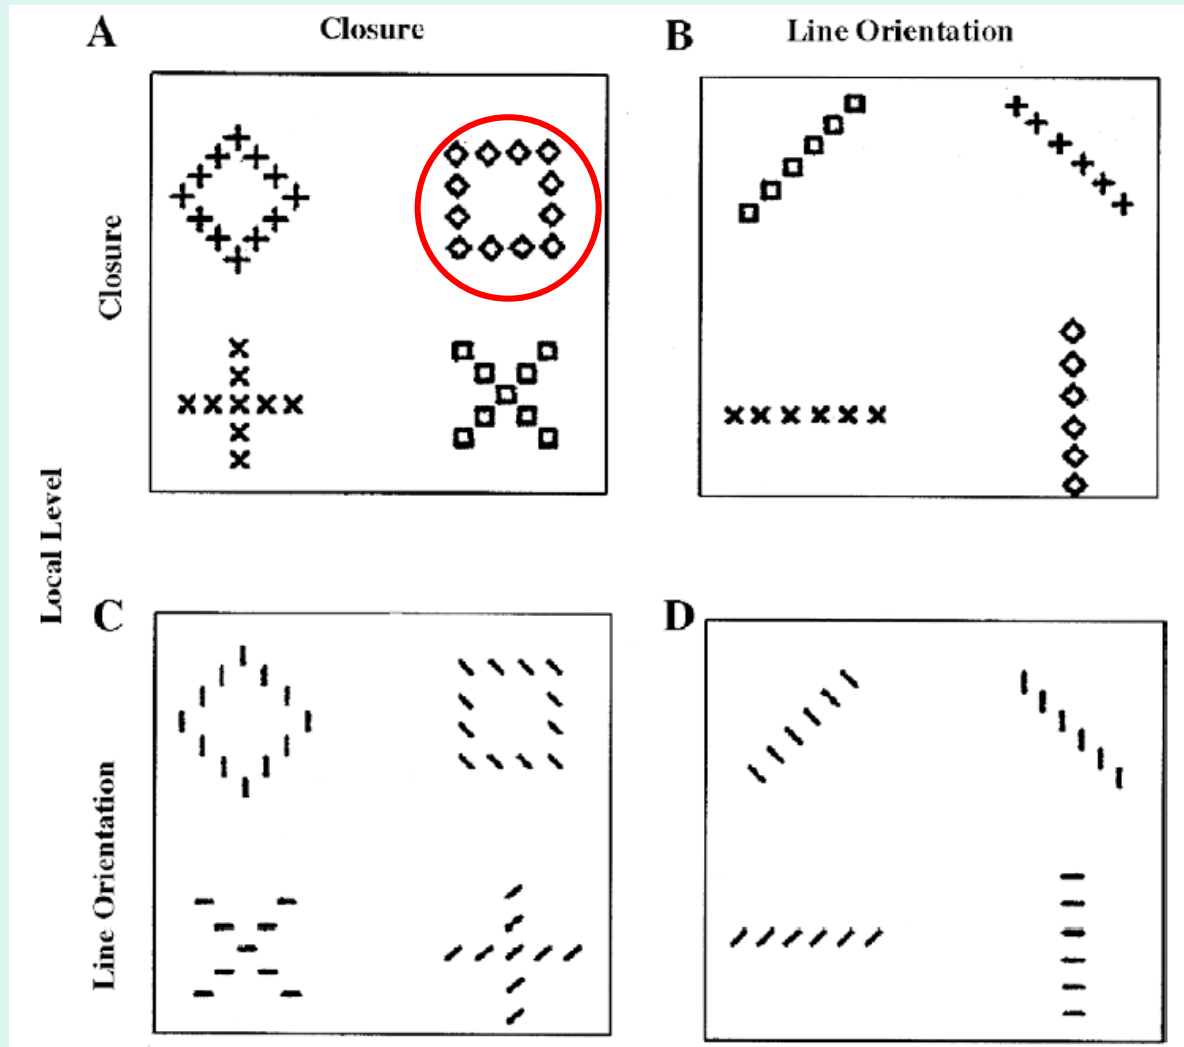 A
Closure
B
Line Orientation
Closure
Local Level
C
D
Line Orientation